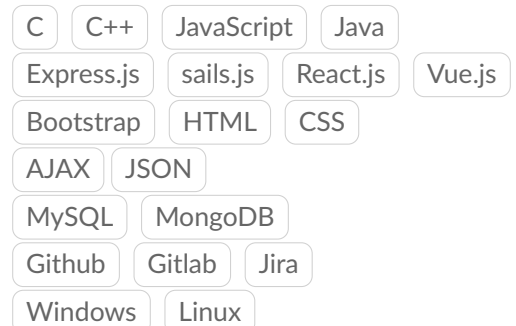 C C++ JavaScript Java
Express.js sails.js React.js Vue.js
Bootstrap HTML CSS
AJAX JSON
MySQL MongoDB
Github Gitlab Jira
Windows Linux